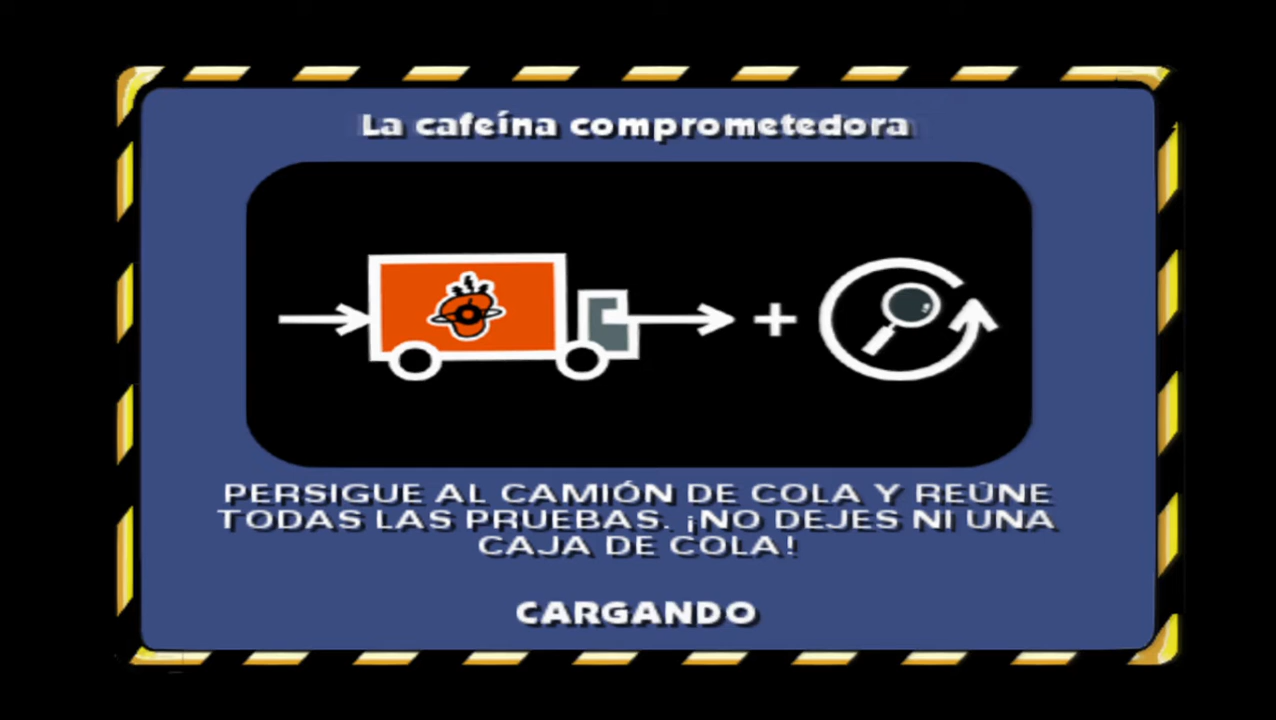 La cafeína comprometedora
PERSIGUE AL CAMIÓN DE COLA Y REÚNE
TODAS LAS PRUEBAS. ¡NO DEJES NI UNA
CAJA DE COLA!
CARGANDO